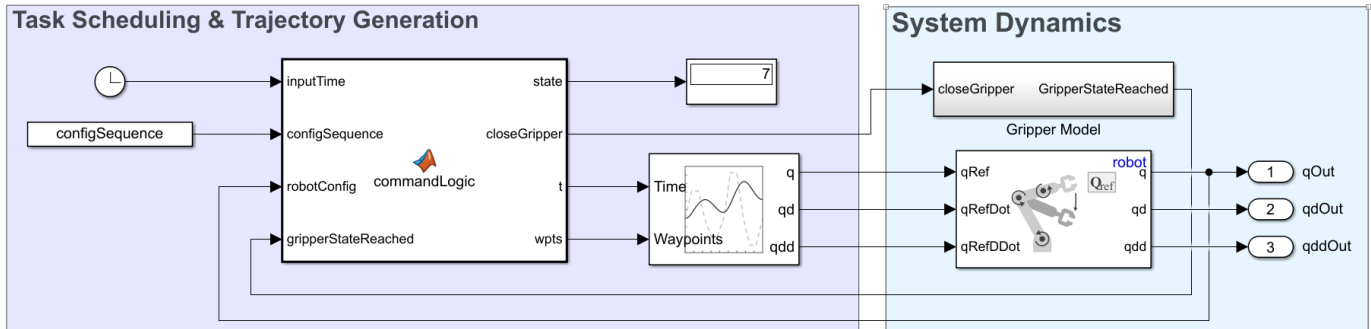 Task Scheduling & Trajectory Generation
System Dynamics
inputTime
state
7
closeGripper
GripperStateReached
configSequence
configSequence
closeGripper
Gripper Model
commandLogic
robot
robotConfig
t
Time
q
qRef
Qref
q
1
qOut
qd
qRefDot
qd
2
qdOut
gripperStateReached
wpts
Waypoints
qdd
qRefDDot
qdd
3
qddOut